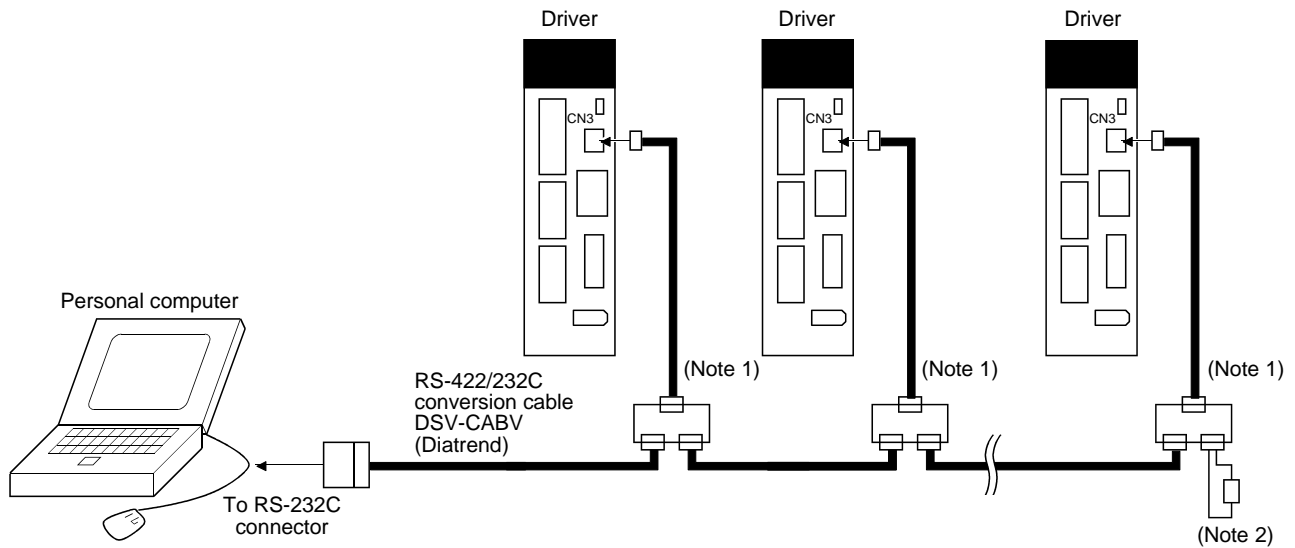 Driver
Driver
Driver
CN3
CN3
CN3
Personal computer
(Note 1)
(Note 1)
(Note 1)
RS-422/232C
conversion cable
DSV-CABV
(Diatrend)
To RS-232C
connector
(Note 2)